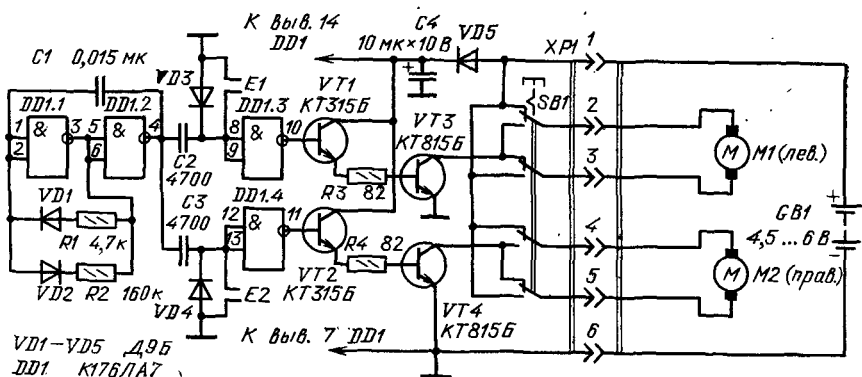 К выв. 14
DD1
C4
10 мк×10 В
+
VD5
XP1
1
C1 0,015 мк
VD3
E1
VT1
КТ315Б
DD1.1
DD1.2
DD1.3
&
&
&
1
2
3
5
6
4
8
9
10
C2
4700
VT3
КТ815Б
SB1
2
3
M
M1 (лев.)
R3 82
VD1
R1 4,7к
VD2
R2 160к
C3
4700
DD1.4
12
&
13
11
R4 82
VD4
E2
VT2
КТ315Б
VT4
КТ815Б
4
5
M
M2 (прав.)
+
GB1
4,5...6 В
-
К выв. 7 DD1
6
VD1–VD5 Д9Б
DD1 К176ЛА7